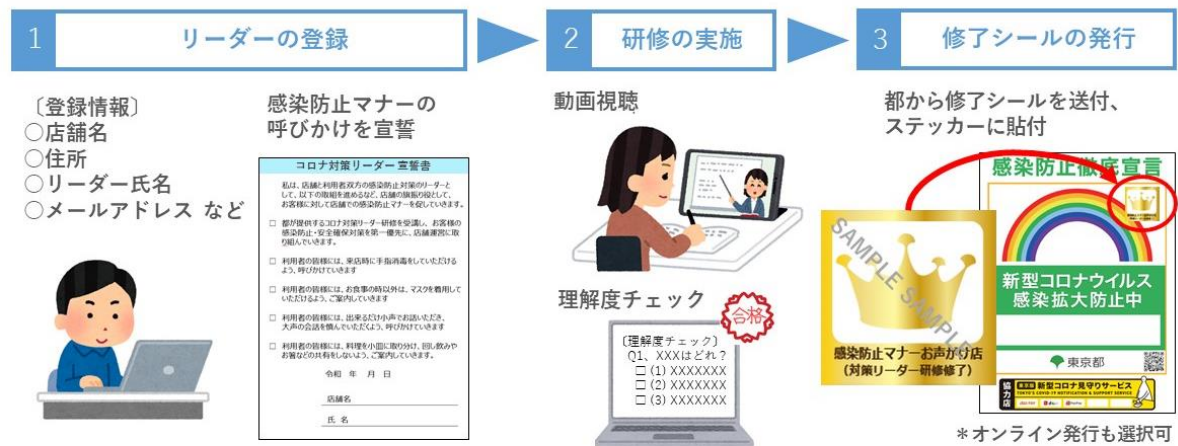 1
リーダーの登録
2
研修の実施
3
修了シールの発行
〔登録情報〕
○店舗名
○住所
○リーダー氏名
○メールアドレス など
感染防止マナーの
呼びかけを宣誓
コロナ対策リーダー宣誓書
私は、店舗と利用者双方の感染防止対策のリーダーと
して、以下の取組を進めるなど、店舗の旗振り役として、
お客様に対して店舗での感染防止マナーを促していきます。
□ 都が提供するコロナ対策リーダー研修を受講し、お客様の
感染防止・安全確保対策を第一優先に、店舗運営に取
り組んでいきます。
□ 利用者の皆様には、来店時に手指消毒をしていただける
よう、呼びかけていきます
□ 利用者の皆様には、お食事の時以外は、マスクを着用して
いただけるよう、ご案内していきます
□ 利用者の皆様には、出来るだけ小声でお話いただき、
大声の会話を慎んでいただくよう、呼びかけていきます
□ 利用者の皆様には、料理を小皿に取り分け、回し飲みや
お箸などの共有をしないよう、ご案内していきます。
令和 年 月 日
店舗名
氏 名
動画視聴
理解度チェック
合格
〔理解度チェック〕
Q1、XXXはどれ?
□ (1) XXXXXXX
□ (2) XXXXXXX
□ (3) XXXXXXX
都から修了シールを送付、
ステッカーに貼付
感染防止徹底宣言
SAMPLE SAMPLE
感染防止マナーお声がけ店
(対策リーダー研修修了)
新型コロナウイルス
感染拡大防止中
東京都
協力店
東京版 新型コロナ見守りサービス
TOKYO'S COVID-19 NOTIFICATION & SUPPORT SERVICE
*オンライン発行も選択可